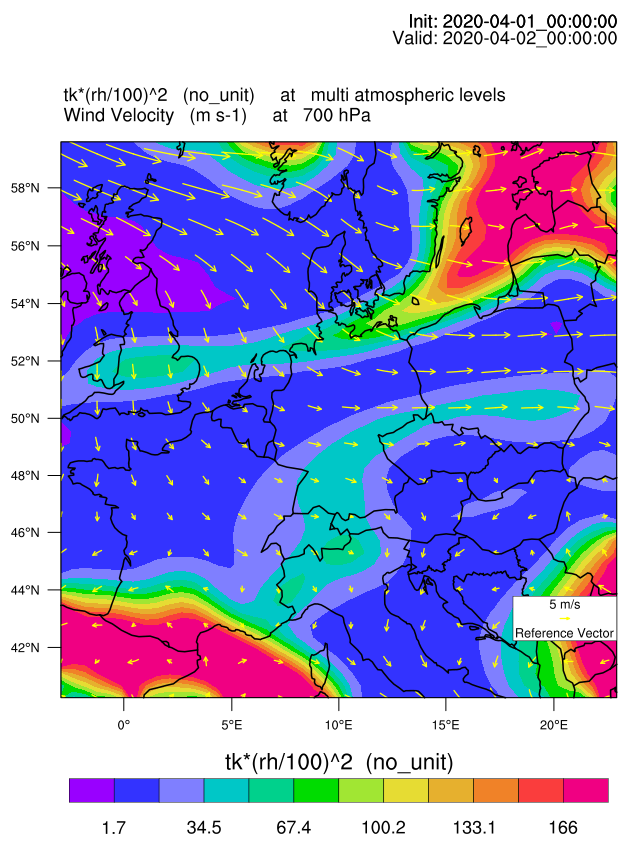 Init: 2020-04-01_00:00:00
Valid: 2020-04-02_00:00:00
tk*(rh/100)^2 (no_unit) at multi atmospheric levels
Wind Velocity (m s-1) at 700 hPa
58°N
56°N
54°N
52°N
50°N
48°N
46°N
44°N
42°N
5 m/s
Reference Vector
0° 5°E 10°E 15°E 20°E
tk*(rh/100)^2 (no_unit)
1.7 34.5 67.4 100.2 133.1 166